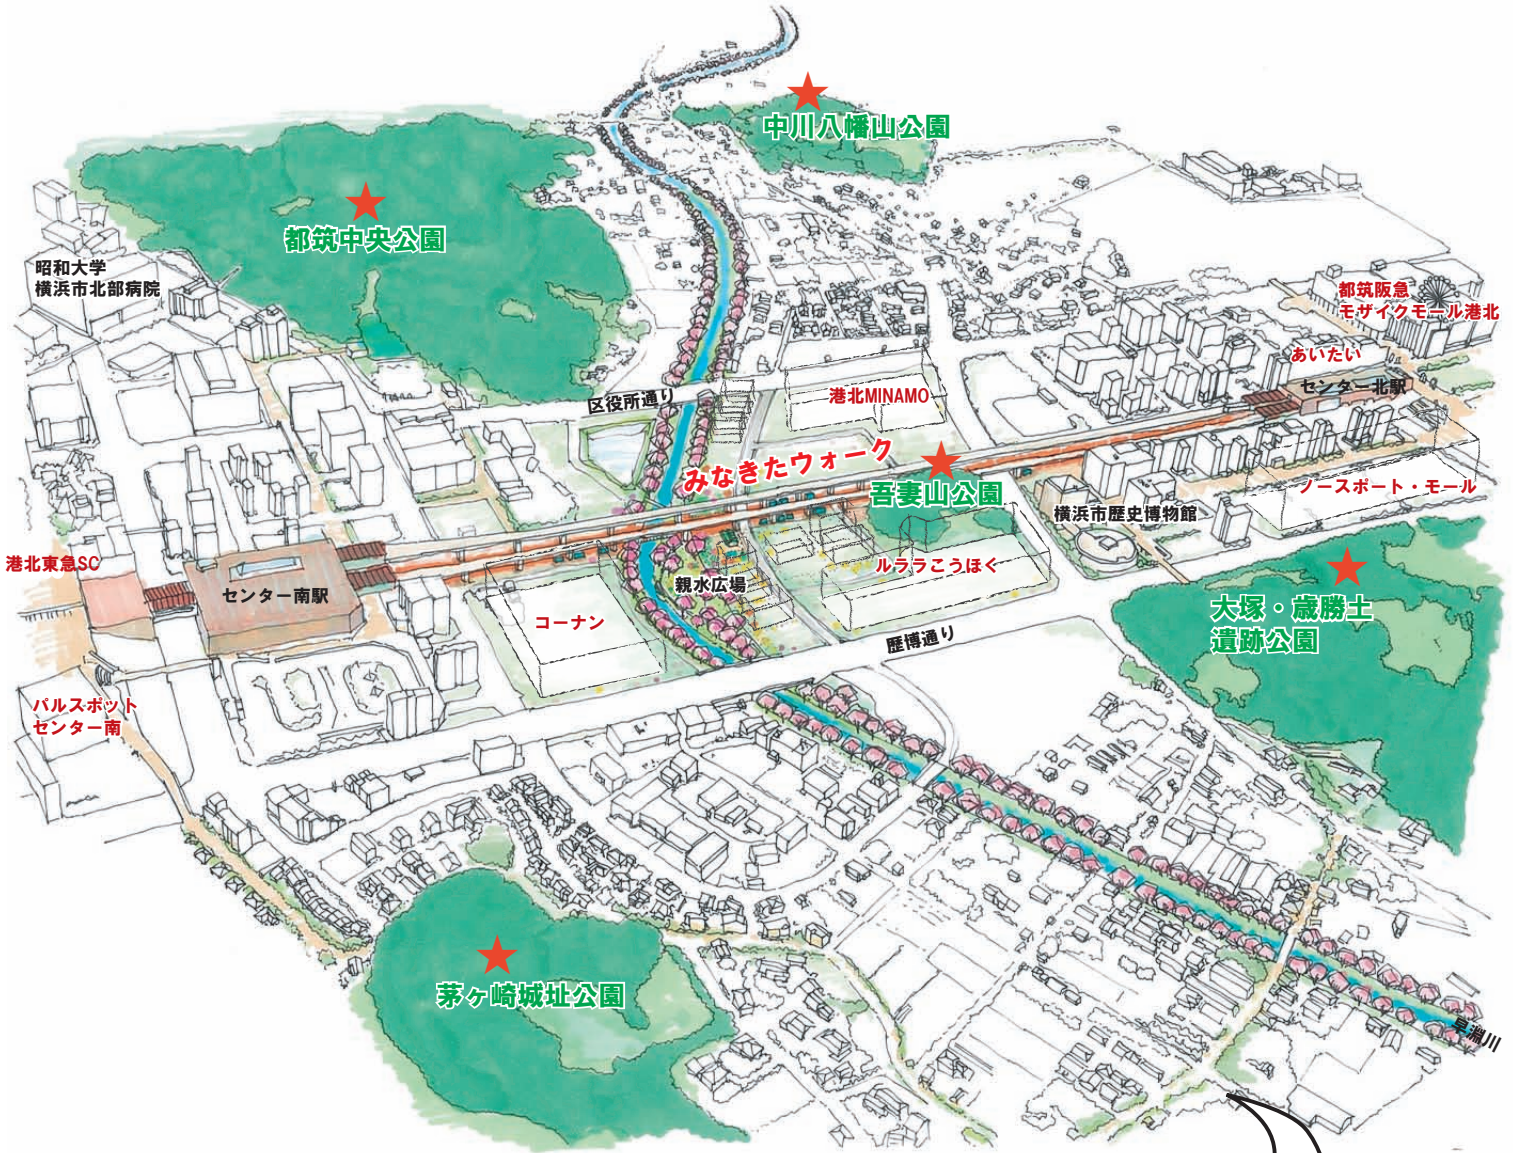 中川八幡山公園
都筑中央公園
昭和大学
横浜市北部病院
都筑阪急
モザイクモール港北
あいたい
センター北駅
港北MINAMO
区役所通り
みなきたウォーク
吾妻山公園
ノースポート・モール
横浜市歴史博物館
港北東急SC
センター南駅
親水広場
ルララこうほく
コーナン
大塚・歳勝土
遺跡公園
歴博通り
パルスポット
センター南
茅ヶ崎城址公園
早淵川